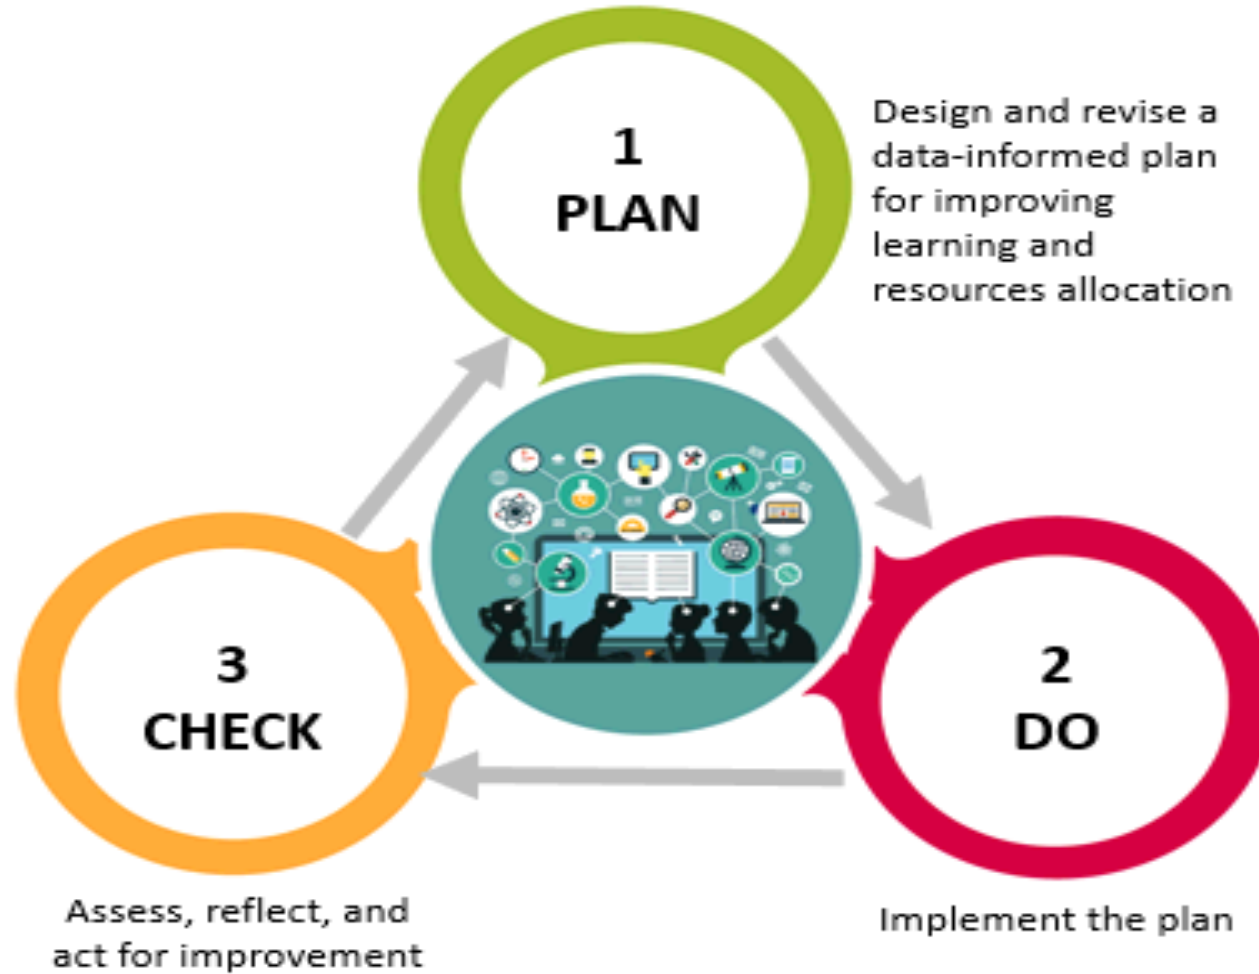 1
PLAN
Design and revise a
data-informed plan
for improving
learning and
resources allocation
2
DO
Implement the plan
3
CHECK
Assess, reflect, and
act for improvement